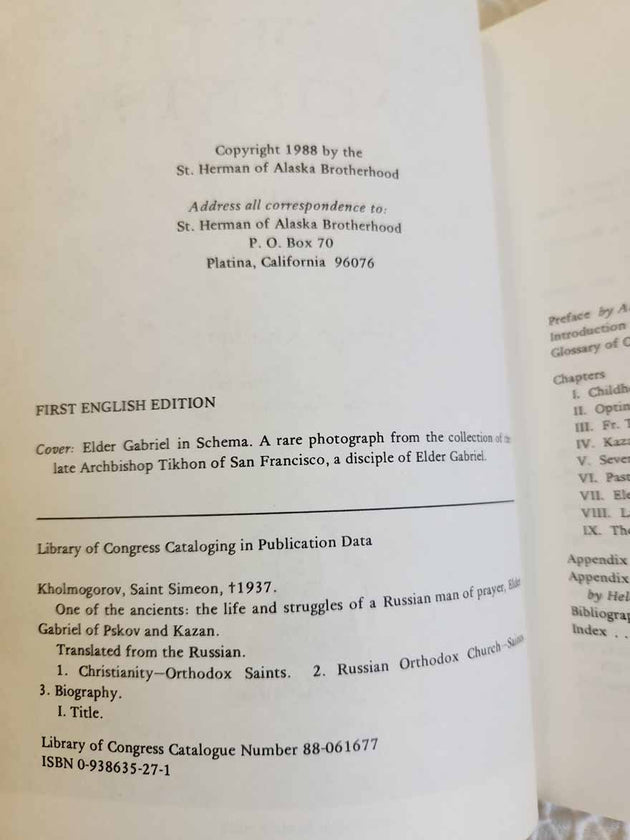 Copyright 1988 by the
St. Herman of Alaska Brotherhood
Address all correspondence to:
St. Herman of Alaska Brotherhood
P. O. Box 70
Platina, California 96076
FIRST ENGLISH EDITION
Cover: Elder Gabriel in Schema. A rare photograph from the collection of the
late Archbishop Tikhon of San Francisco, a disciple of Elder Gabriel.
Library of Congress Cataloging in Publication Data
Kholmogorov, Saint Simeon, †1937.
One of the ancients: the life and struggles of a Russian man of prayer, Elder
Gabriel of Pskov and Kazan.
Translated from the Russian.
1. Christianity—Orthodox Saints. 2. Russian Orthodox Church—Saints
3. Biography.
I. Title.
Library of Congress Catalogue Number 88-061677
ISBN 0-938635-27-1
Preface by A
Introduction
Glossary of
Chapters
I. Childh
II. Optin
III. Fr. T
IV. Kaza
V. Seve
VI. Past
VII. Ele
VIII. L
IX. The
Appendix
Appendix
by Hel
Bibliograp
Index . .